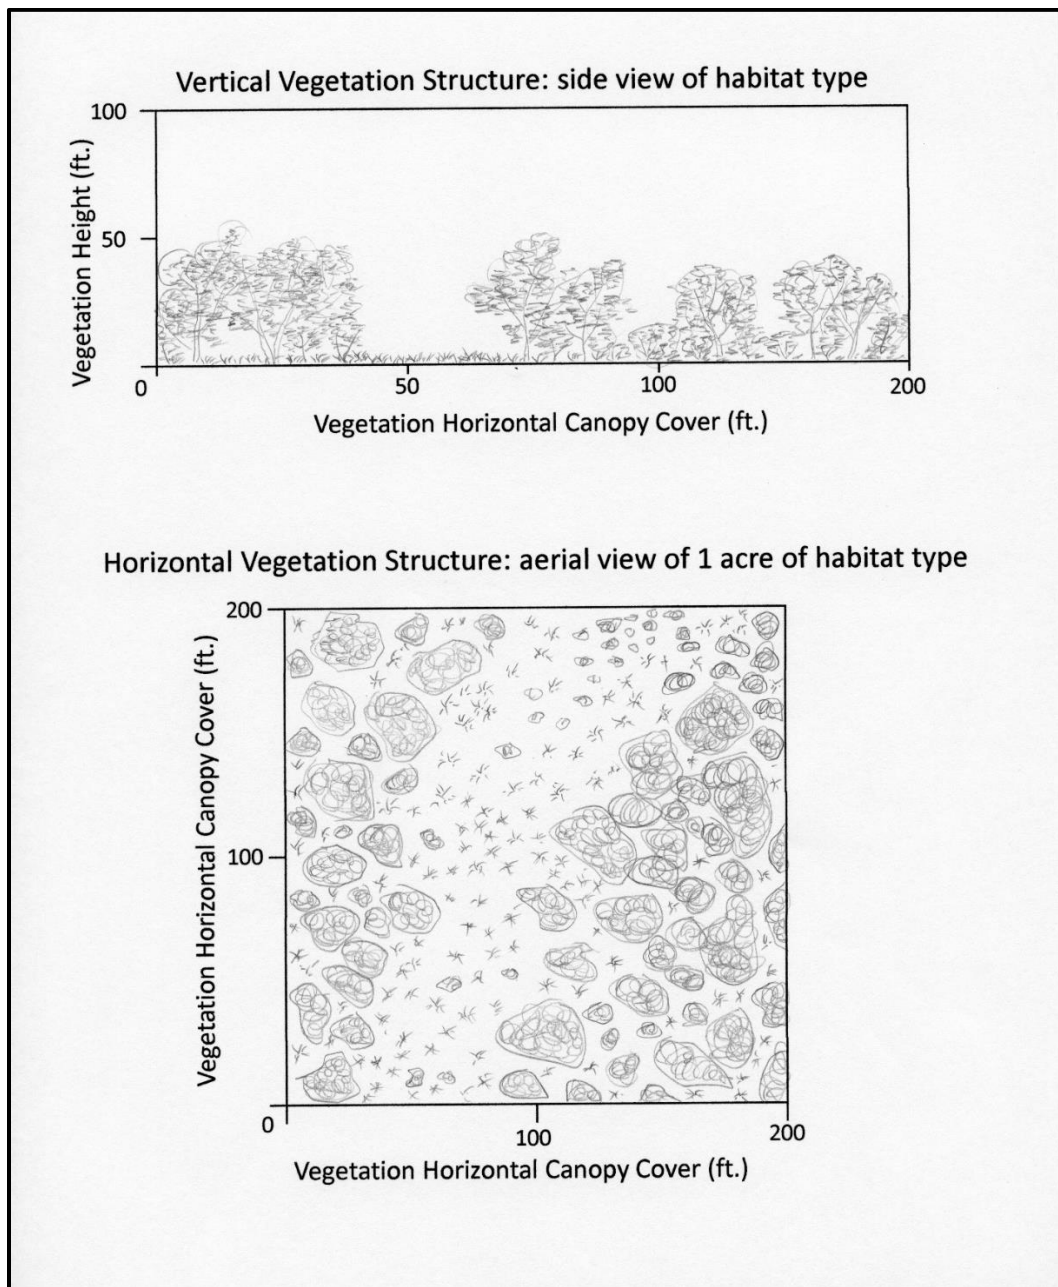 Vertical Vegetation Structure: side view of habitat type
100
50
Vegetation Height (ft.)
0 50 100 200
Vegetation Horizontal Canopy Cover (ft.)
Horizontal Vegetation Structure: aerial view of 1 acre of habitat type
200
100
Vegetation Horizontal Canopy Cover (ft.)
0 100 200
Vegetation Horizontal Canopy Cover (ft.)